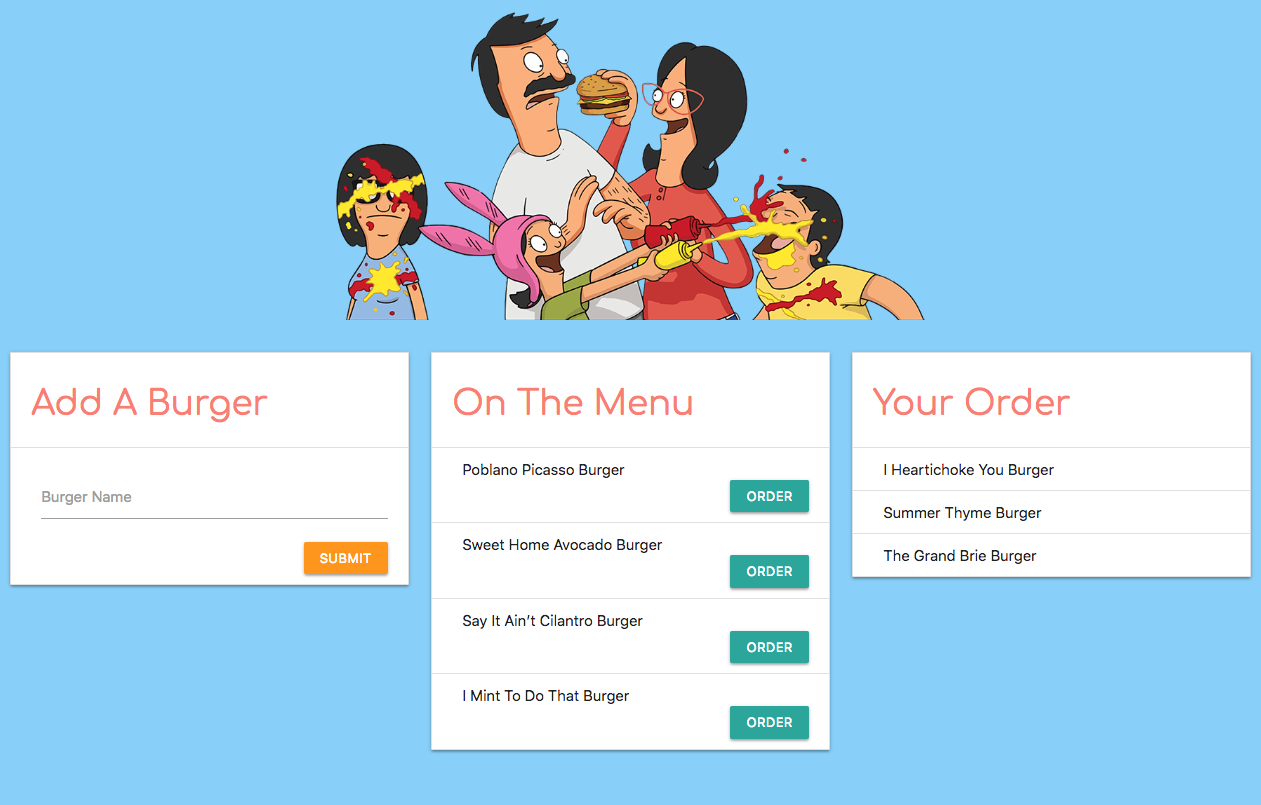 Add A Burger
Burger Name
SUBMIT
On The Menu
Poblano Picasso Burger
ORDER
Sweet Home Avocado Burger
ORDER
Say It Ain’t Cilantro Burger
ORDER
I Mint To Do That Burger
ORDER
Your Order
I Heartichoke You Burger
Summer Thyme Burger
The Grand Brie Burger